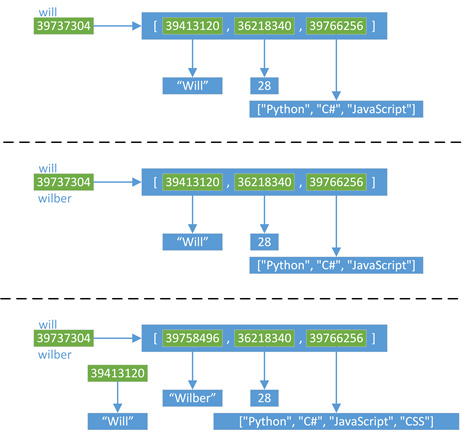 will
39737304 [ 39413120 , 36218340 , 39766256 ]
“Will” 28
["Python", "C#", "JavaScript"]
will
39737304 [ 39413120 , 36218340 , 39766256 ]
wilber
“Will” 28
["Python", "C#", "JavaScript"]
will
39737304 [ 39758496 , 36218340 , 39766256 ]
wilber
39413120
“Wilber” 28
“Will” ["Python", "C#", "JavaScript", "CSS"]